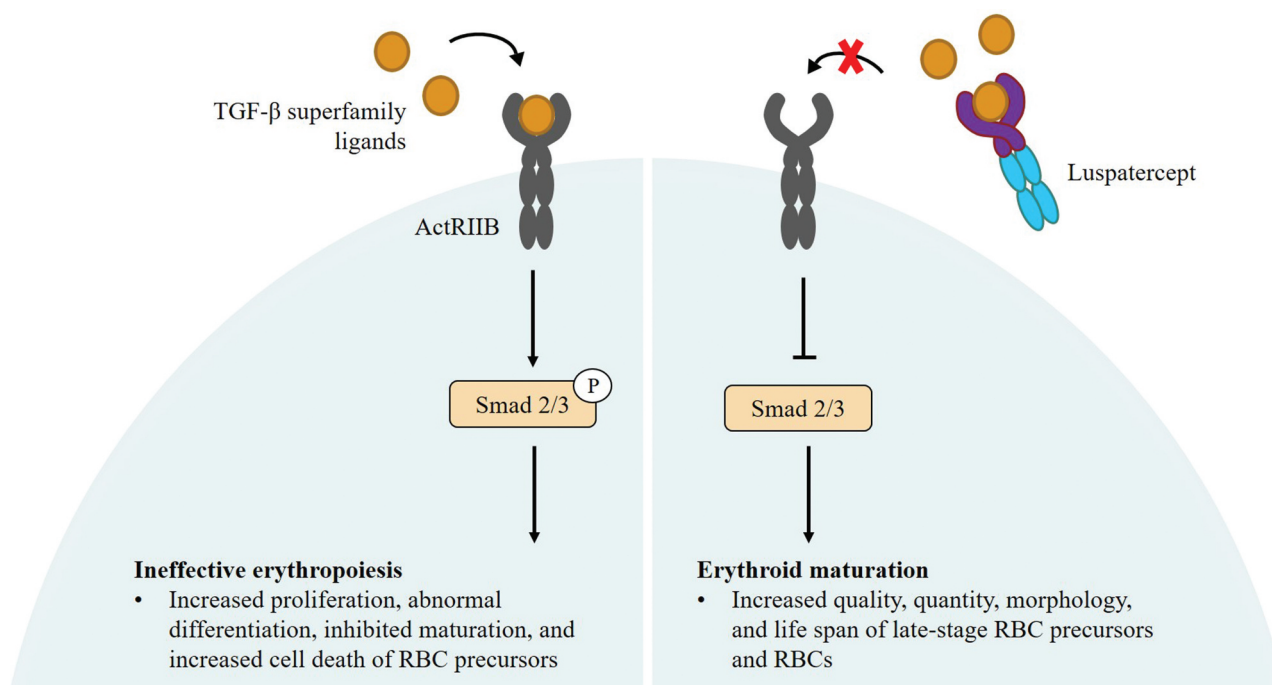 TGF-β superfamily
ligands
ActRIIB
P
Smad 2/3
Ineffective erythropoiesis
• Increased proliferation, abnormal
differentiation, inhibited maturation, and
increased cell death of RBC precursors
Luspatercept
Smad 2/3
Erythroid maturation
• Increased quality, quantity, morphology,
and life span of late-stage RBC precursors
and RBCs